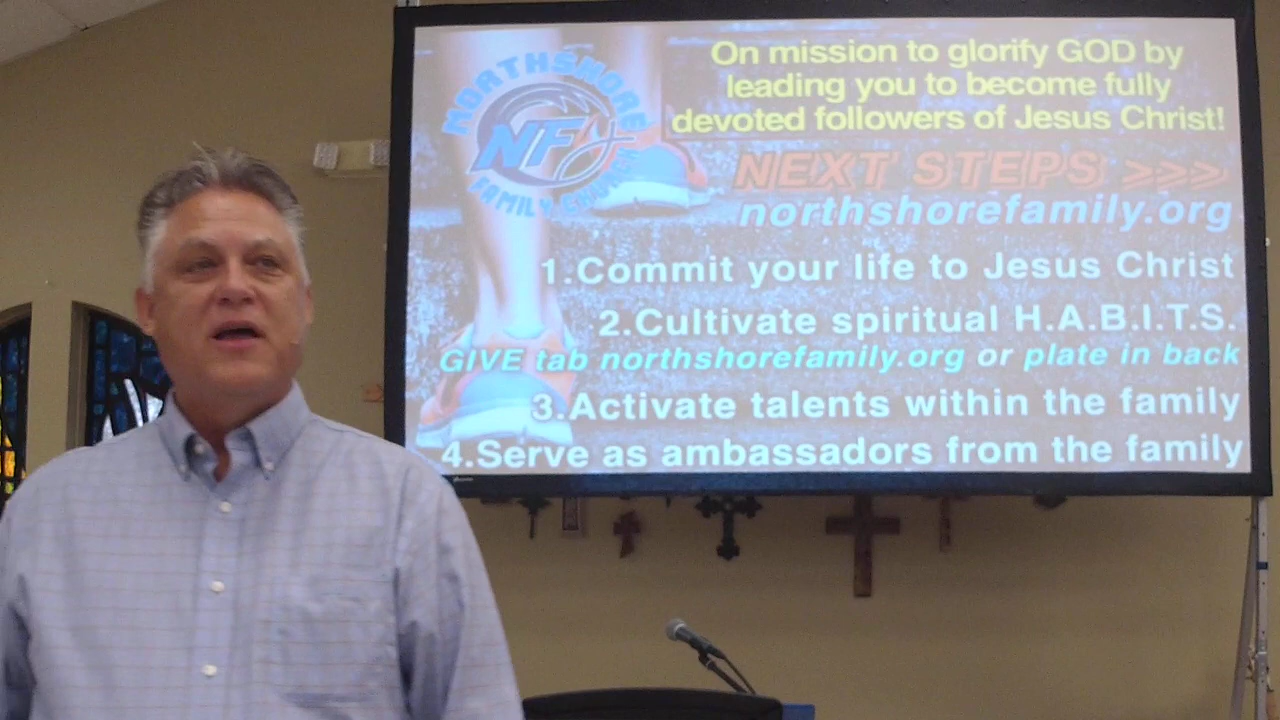 NORTHSHORE
NF
FAMILY CHURCH
On mission to glorify GOD by
leading you to become fully
devoted followers of Jesus Christ!
NEXT STEPS >>>
northshorefamily.org
1.Commit your life to Jesus Christ
2.Cultivate spiritual H.A.B.I.T.S.
GIVE tab northshorefamily.org or plate in back
3.Activate talents within the family
4.Serve as ambassadors from the family